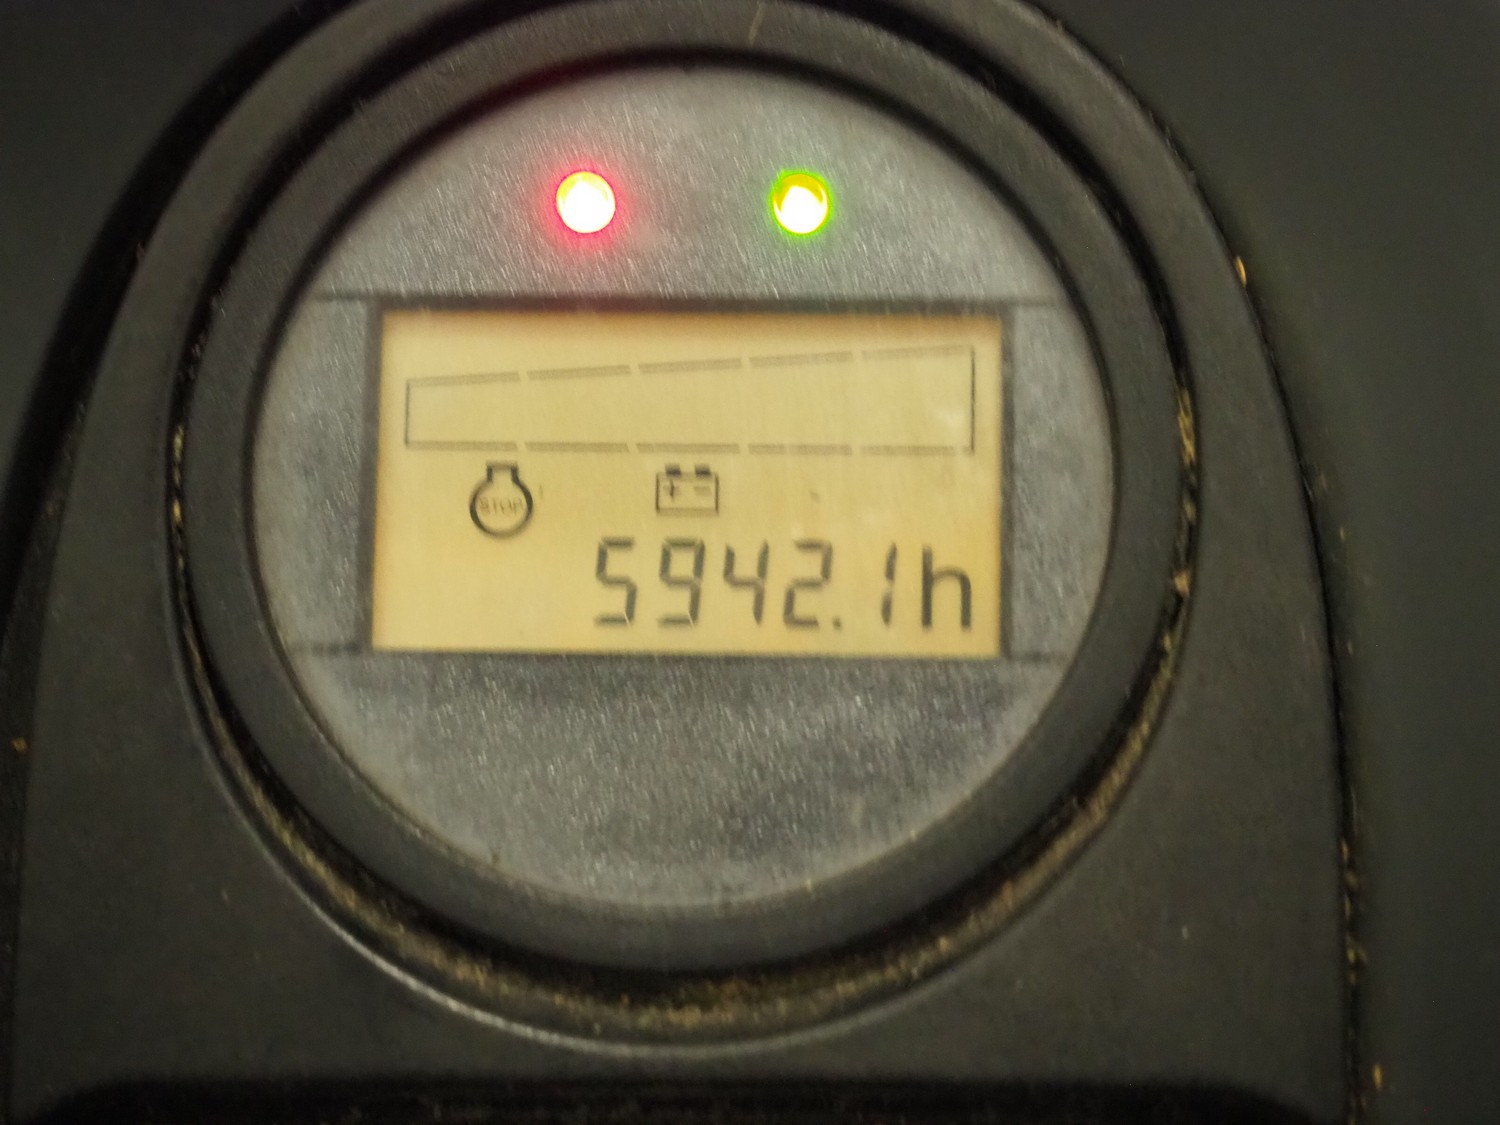 STOP
+ -
5942.1h